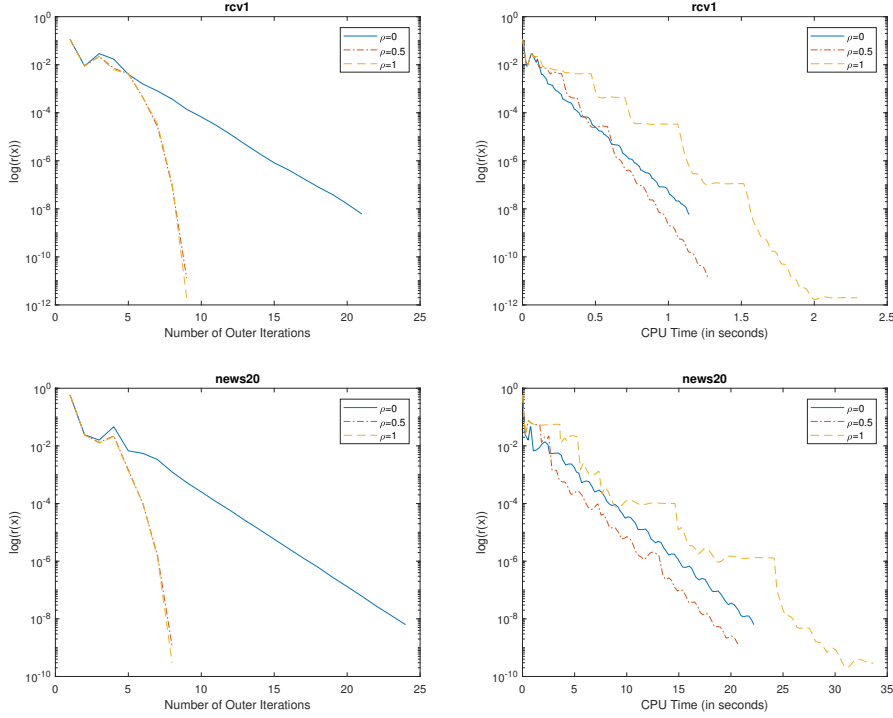 rcv1
10^0
10^-2
10^-4
10^-6
10^-8
10^-10
10^-12
log(r(x))
ρ=0
ρ=0.5
ρ=1
0 5 10 15 20 25
Number of Outer Iterations
rcv1
10^0
10^-2
10^-4
10^-6
10^-8
10^-10
10^-12
log(r(x))
ρ=0
ρ=0.5
ρ=1
0 0.5 1 1.5 2 2.5
CPU Time (in seconds)
news20
10^0
10^-2
10^-4
10^-6
10^-8
10^-10
log(r(x))
ρ=0
ρ=0.5
ρ=1
0 5 10 15 20 25
Number of Outer Iterations
news20
10^0
10^-2
10^-4
10^-6
10^-8
10^-10
log(r(x))
ρ=0
ρ=0.5
ρ=1
0 5 10 15 20 25 30 35
CPU Time (in seconds)